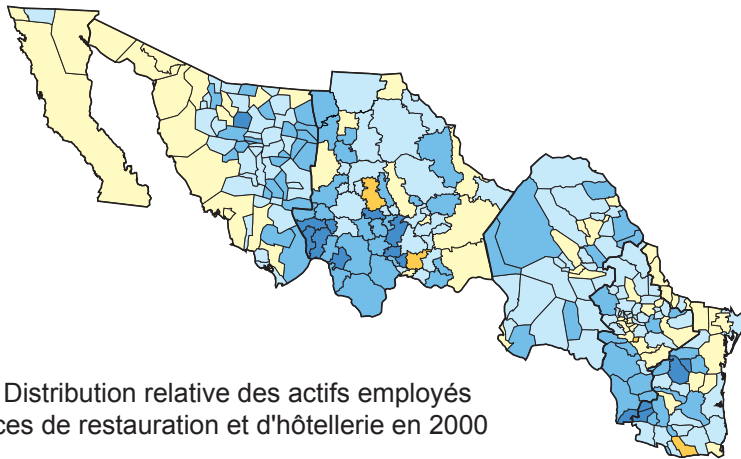 Distribution relative des actifs employés
ces de restauration et d'hôtellerie en 2000